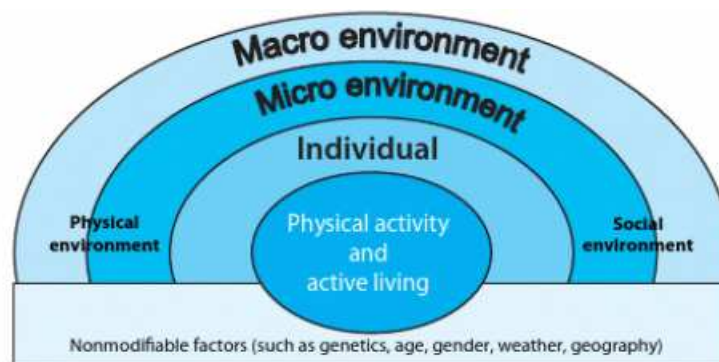 Macro environment
Micro environment
Individual
Physical
environment
Physical activity
and
active living
Social
environment
Nonmodifiable factors (such as genetics, age, gender, weather, geography)